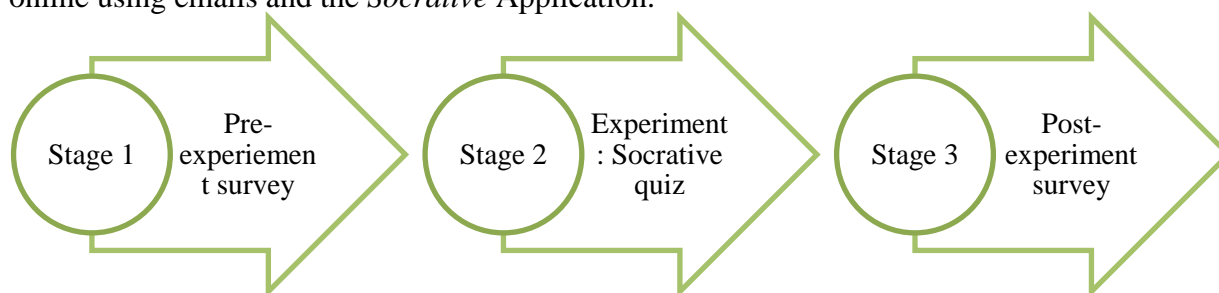 online using emails and the Socrative Application.
Stage 1
Pre-
experiemen
t survey
Stage 2
Experiment
: Socrative
quiz
Stage 3
Post-
experiment
survey